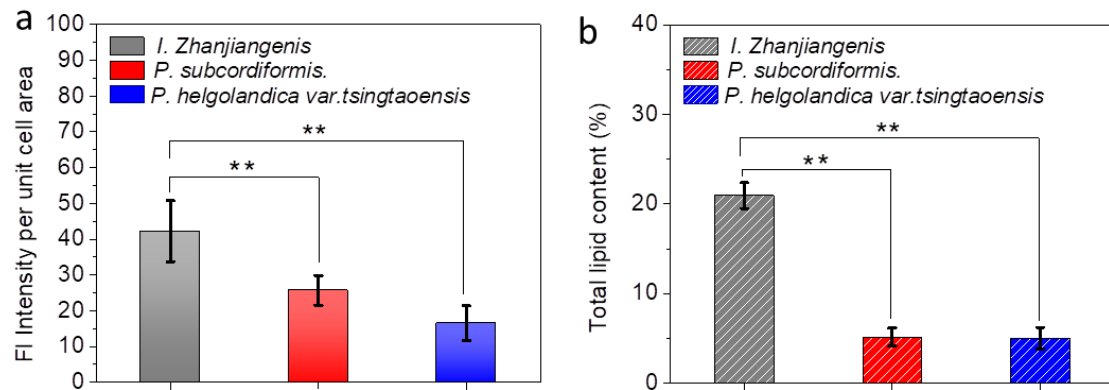 a
FI Intensity per unit cell area
100
90
80
70
60
50
40
30
20
10
0
I. Zhanjiangenis
P. subcordiformis.
P. helgolandica var.tsingtaoensis
**
**
b
Total lipid content (%)
40
30
20
10
0
I. Zhanjiangenis
P. subcordiformis.
P. helgolandica var.tsingtaoensis
**
**